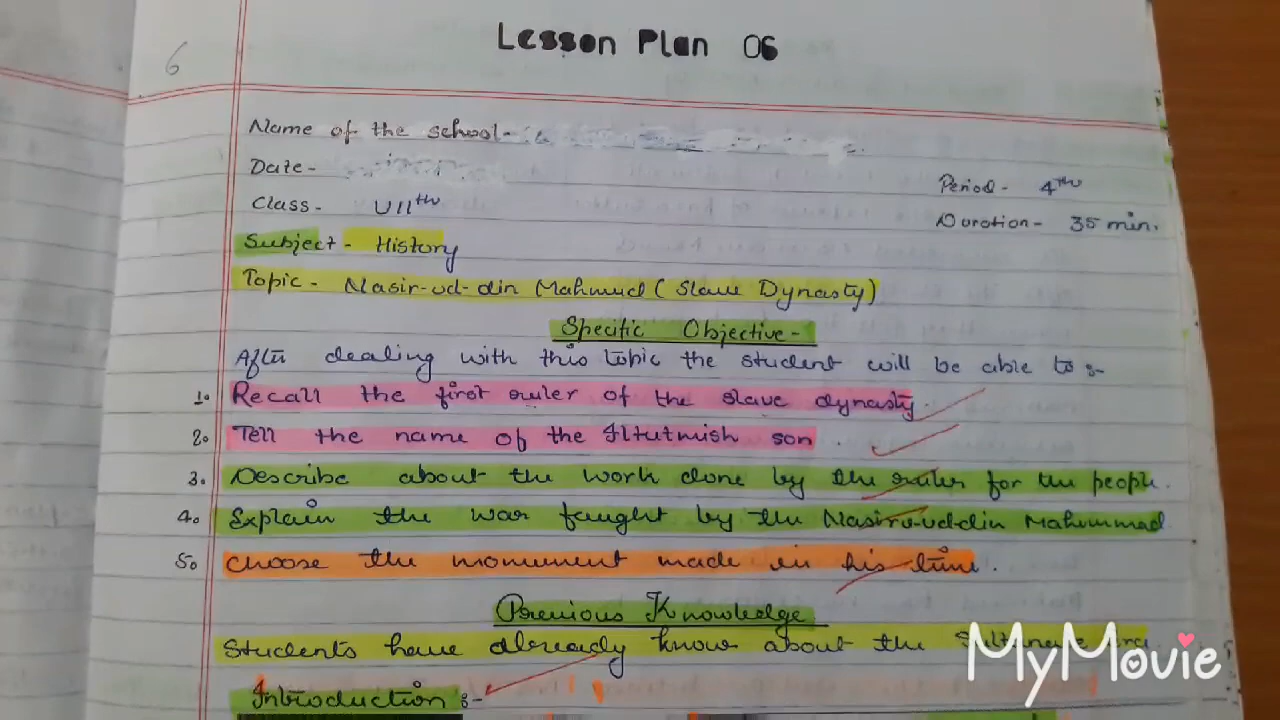 Lesson Plan 06
6
Name of the school-
Date-
Period- 4th
Class- VIIth
Duration- 35 min.
Subject- History
Topic- Nasir-ud-din Mahmud (Slave Dynasty)
Specific Objective-
After dealing with this topic the student will be able to :-
1. Recall the first ruler of the slave dynasty.
2. Tell the name of the Iltutmish son.
3. Describe about the work done by the ruler for the people.
4. Explain the war faught by the Nasiru-ud-din Mahummad
5. Choose the monument made in his time.
Previous Knowledge
Students have already know about the Sultanate
Introduction :-
MyMovie